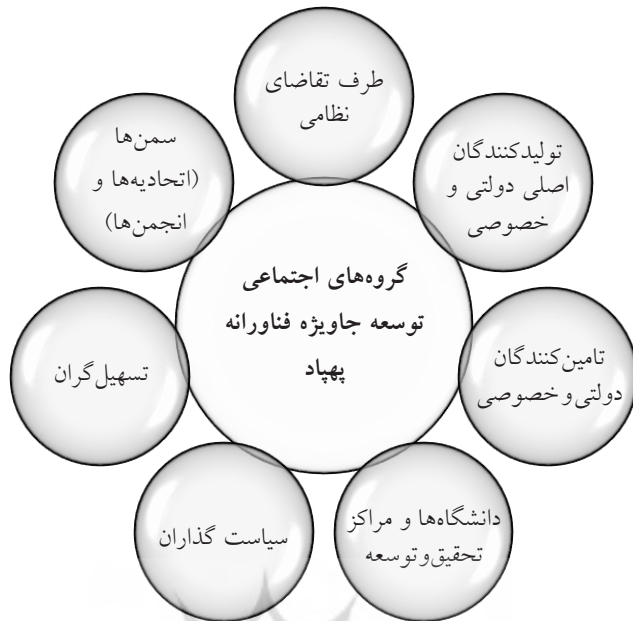 طرف تقاضای
نظامی
تولیدکنندگان
اصلی دولتی و
خصوصی
تامین‌کنندگان
دولتی و خصوصی
دانشگاه‌ها و مراکز
تحقیق و توسعه
سیاست گذاران
تسهیل‌گران
سمن‌ها
(اتحادیه‌ها و
انجمن‌ها)
گروه‌های اجتماعی
توسعه جاویژه فناورانه
پهپاد